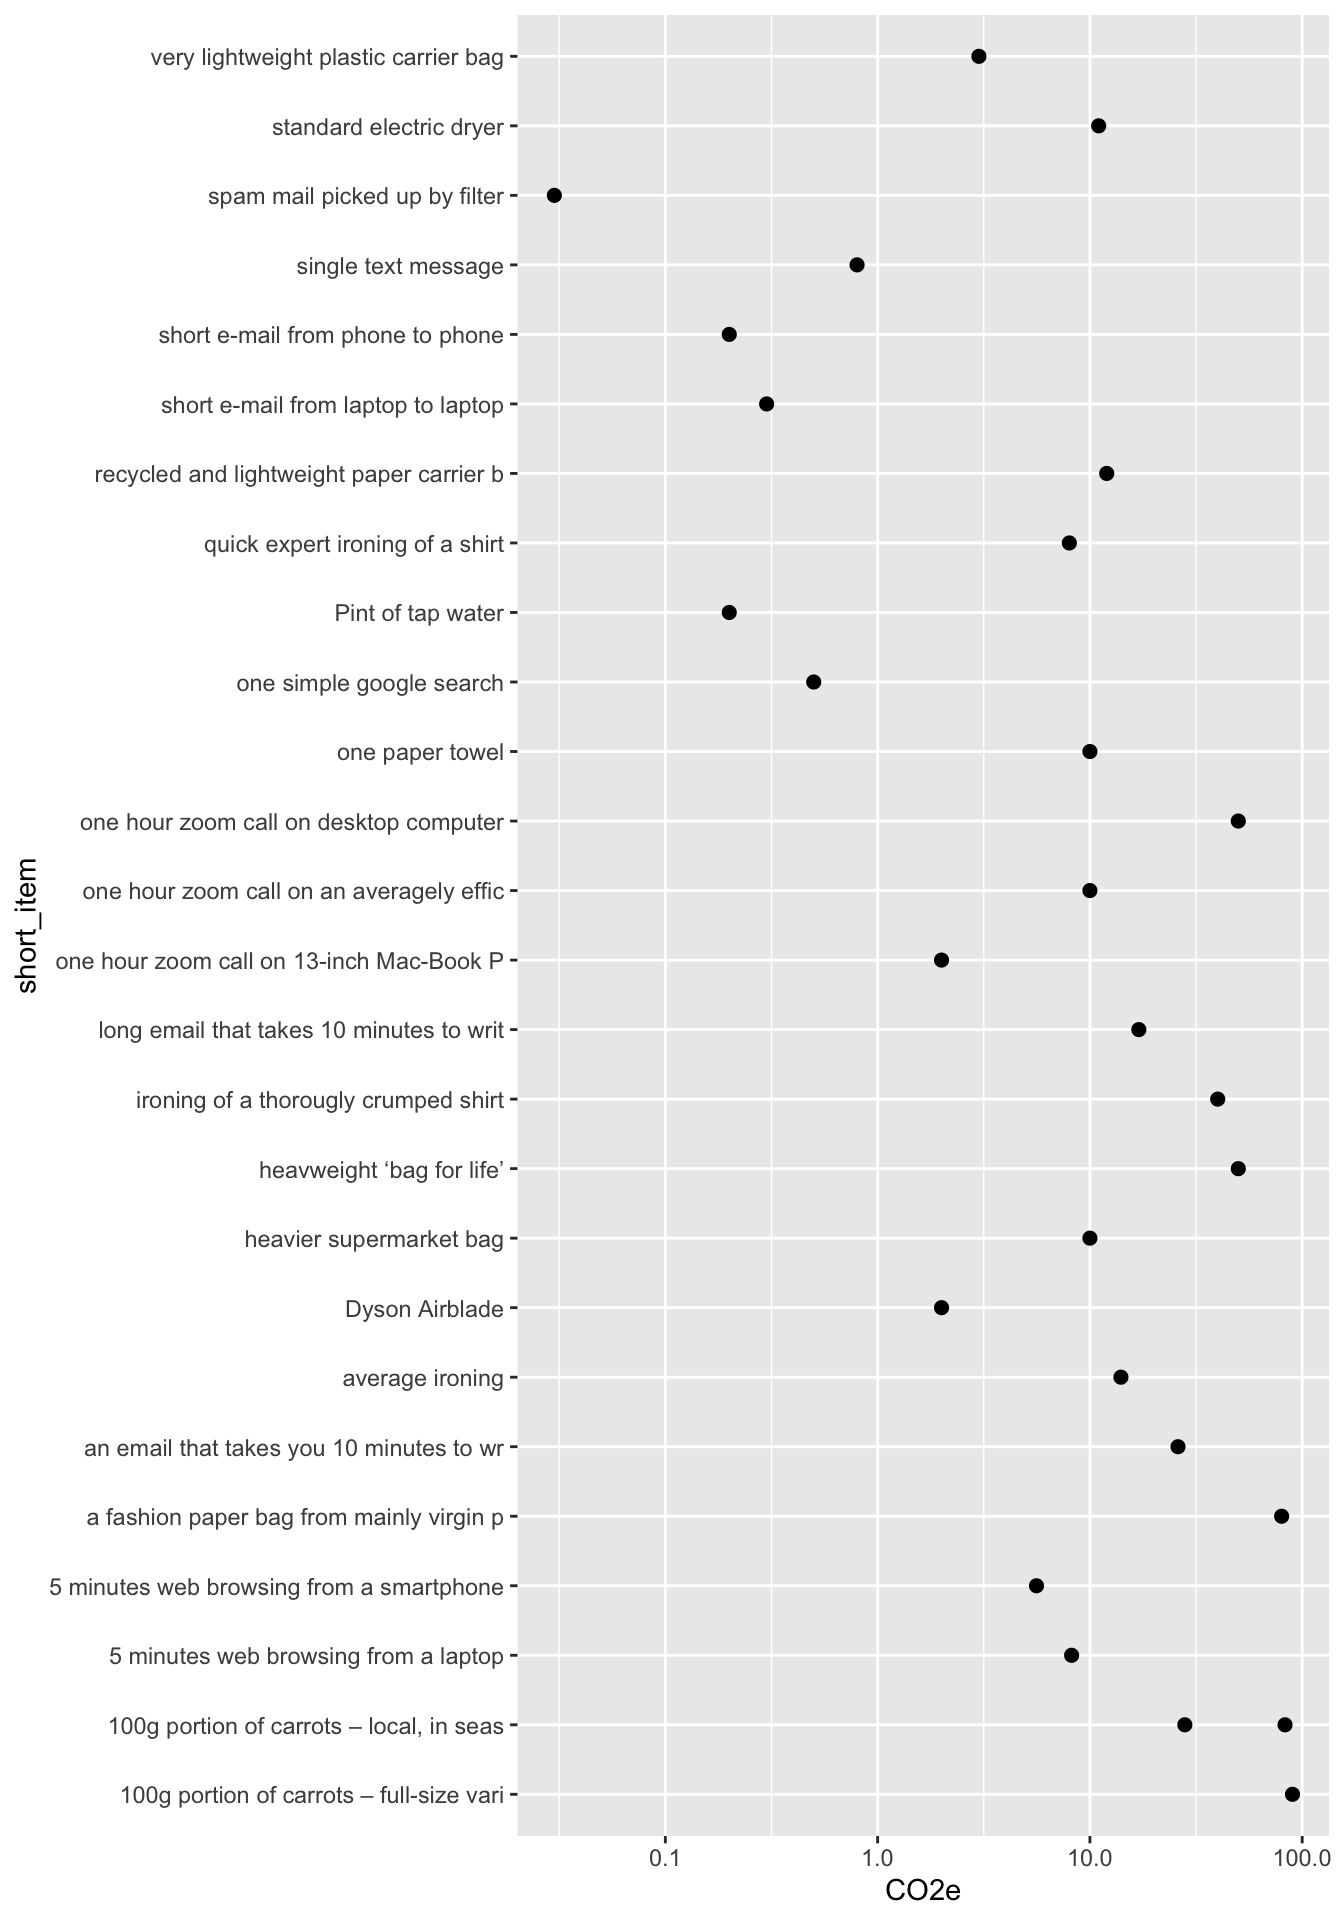 very lightweight plastic carrier bag
standard electric dryer
spam mail picked up by filter
single text message
short e-mail from phone to phone
short e-mail from laptop to laptop
recycled and lightweight paper carrier b
quick expert ironing of a shirt
Pint of tap water
one simple google search
one paper towel
one hour zoom call on desktop computer
one hour zoom call on an averagely effic
one hour zoom call on 13-inch Mac-Book P
long email that takes 10 minutes to writ
ironing of a thorougly crumped shirt
heavweight ‘bag for life’
heavier supermarket bag
Dyson Airblade
average ironing
an email that takes you 10 minutes to wr
a fashion paper bag from mainly virgin p
5 minutes web browsing from a smartphone
5 minutes web browsing from a laptop
100g portion of carrots – local, in seas
100g portion of carrots – full-size vari
short_item
0.1 1.0 10.0 100.0
CO2e